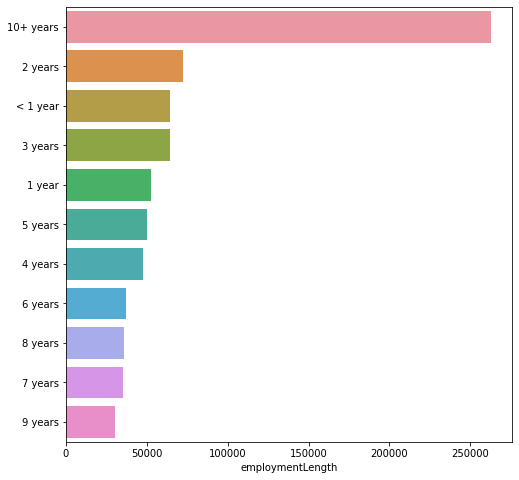 10+ years
2 years
< 1 year
3 years
1 year
5 years
4 years
6 years
8 years
7 years
9 years
0 50000 100000 150000 200000 250000
employmentLength